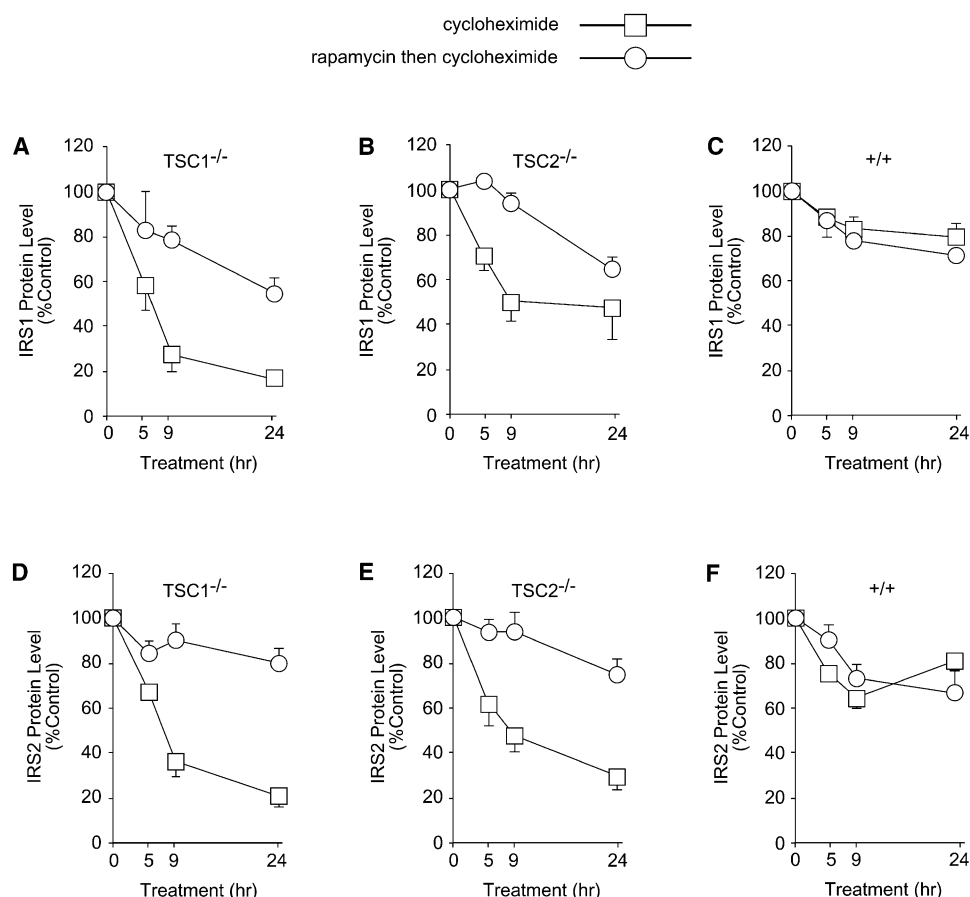 cycloheximide
rapamycin then cycloheximide
A
TSC1-/-
IRS1 Protein Level
(%Control)
120
100
80
60
40
20
0
0 5 9 24
Treatment (hr)
B
TSC2-/-
IRS1 Protein Level
(%Control)
120
100
80
60
40
20
0
0 5 9 24
Treatment (hr)
C
+/+
IRS1 Protein Level
(%Control)
120
100
80
60
40
20
0
0 5 9 24
Treatment (hr)
D
TSC1-/-
IRS2 Protein Level
(%Control)
120
100
80
60
40
20
0
0 5 9 24
Treatment (hr)
E
TSC2-/-
IRS2 Protein Level
(%Control)
120
100
80
60
40
20
0
0 5 9 24
Treatment (hr)
F
+/+
IRS2 Protein Level
(%Control)
120
100
80
60
40
20
0
0 5 9 24
Treatment (hr)